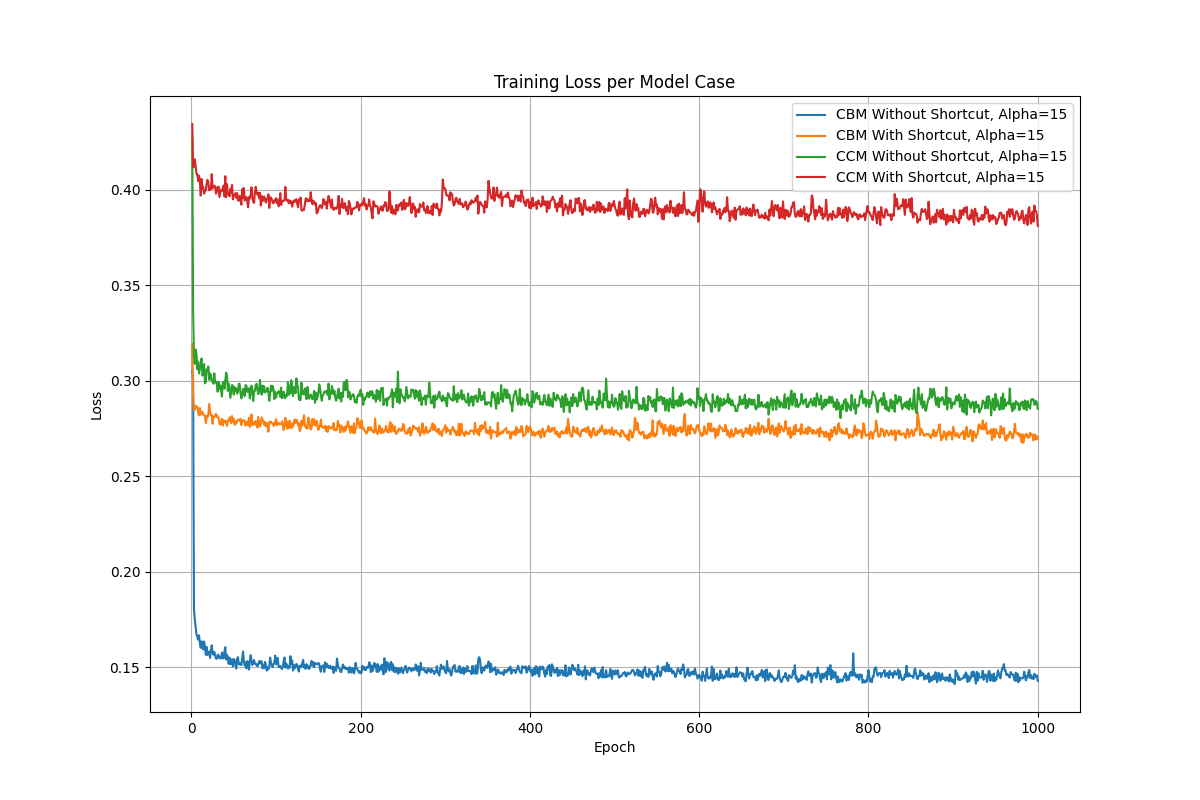 Training Loss per Model Case
CBM Without Shortcut, Alpha=15
CBM With Shortcut, Alpha=15
CCM Without Shortcut, Alpha=15
CCM With Shortcut, Alpha=15
0.40
0.35
0.30
0.25
0.20
0.15
Loss
0 200 400 600 800 1000
Epoch